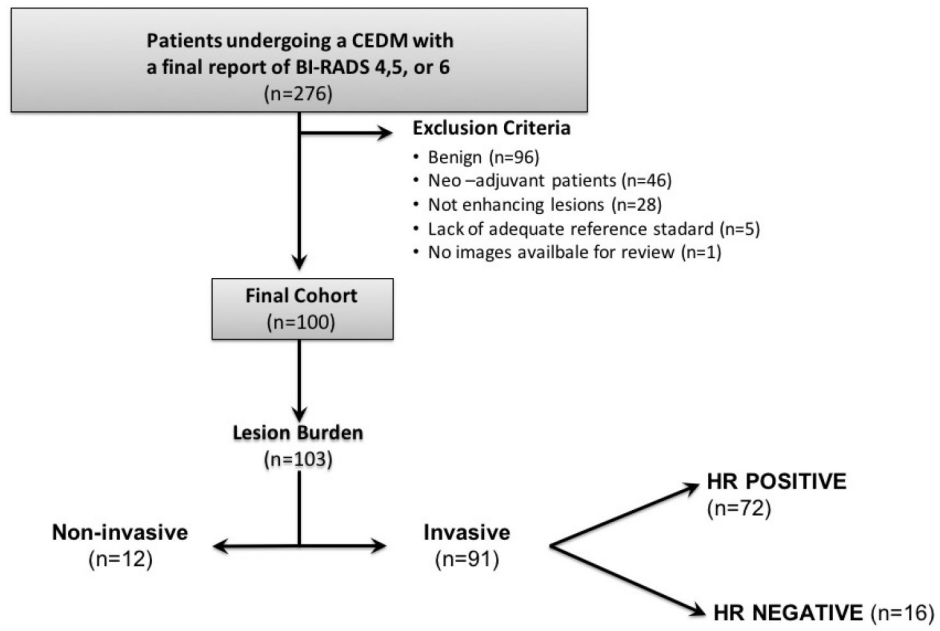 Patients undergoing a CEDM with
a final report of BI-RADS 4,5, or 6
(n=276)
Exclusion Criteria
• Benign (n=96)
• Neo –adjuvant patients (n=46)
• Not enhancing lesions (n=28)
• Lack of adequate reference stadard (n=5)
• No images availbale for review (n=1)
Final Cohort
(n=100)
Lesion Burden
(n=103)
Non-invasive
(n=12)
Invasive
(n=91)
HR POSITIVE
(n=72)
HR NEGATIVE (n=16)